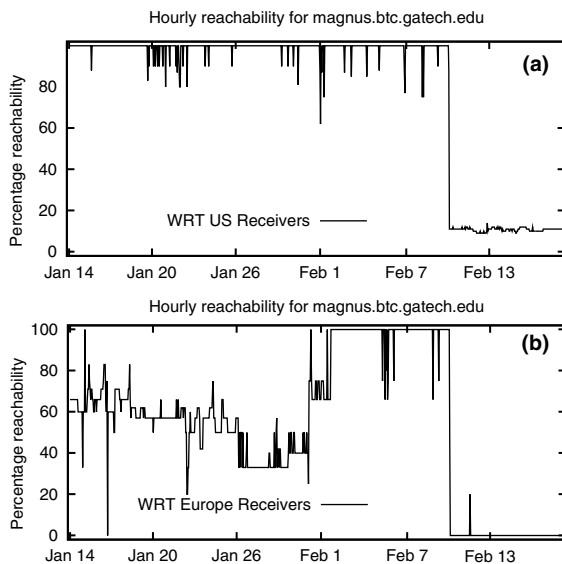 Hourly reachability for magnus.btc.gatech.edu
(a)
Percentage reachability
80
60
40
20
0
WRT US Receivers
Jan 14 Jan 20 Jan 26 Feb 1 Feb 7 Feb 13
Hourly reachability for magnus.btc.gatech.edu
(b)
Percentage reachability
100
80
60
40
20
0
WRT Europe Receivers
Jan 14 Jan 20 Jan 26 Feb 1 Feb 7 Feb 13